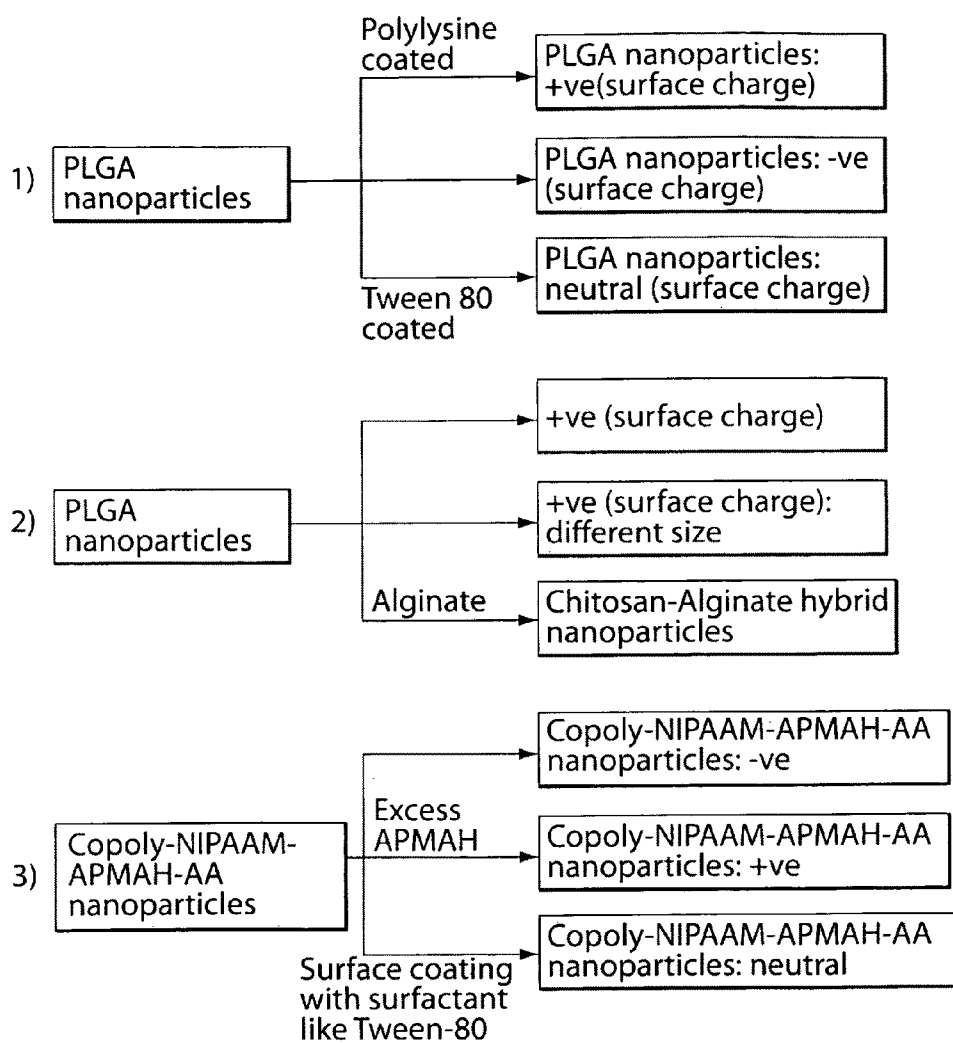 Polylysine
coated
PLGA nanoparticles:
+ve(surface charge)
1)
PLGA
nanoparticles
PLGA nanoparticles: -ve
(surface charge)
PLGA nanoparticles:
neutral (surface charge)
Tween 80
coated
+ve (surface charge)
2)
PLGA
nanoparticles
+ve (surface charge):
different size
Alginate
Chitosan-Alginate hybrid
nanoparticles
Copoly-NIPAAM-APMAH-AA
nanoparticles: -ve
Excess
APMAH
3)
Copoly-NIPAAM-
APMAH-AA
nanoparticles
Copoly-NIPAAM-APMAH-AA
nanoparticles: +ve
Copoly-NIPAAM-APMAH-AA
nanoparticles: neutral
Surface coating
with surfactant
like Tween-80